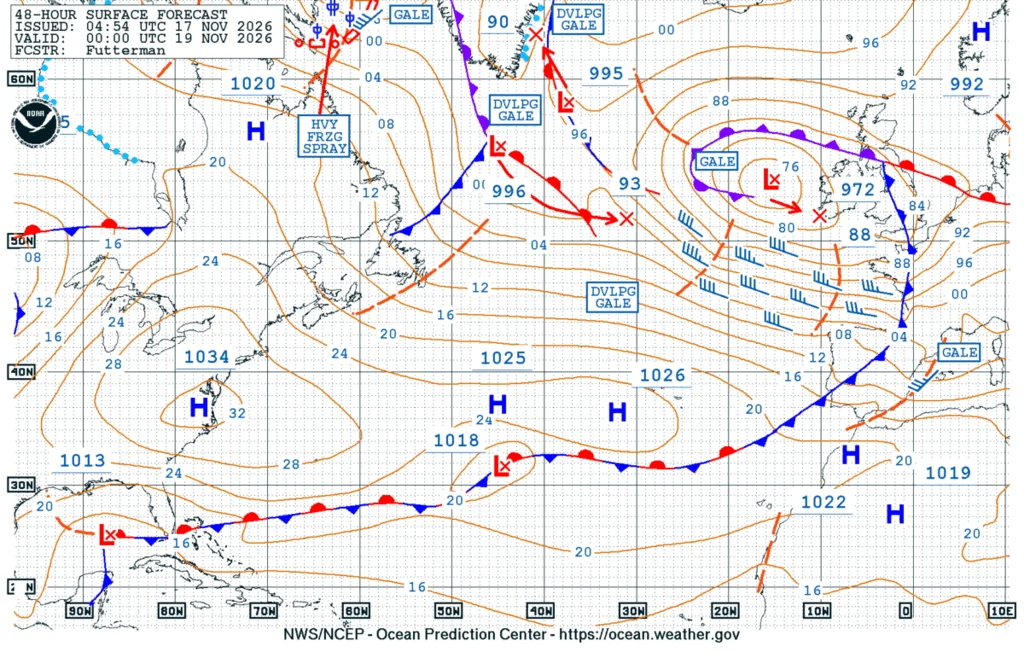 48-HOUR SURFACE FORECAST
ISSUED: 04:54 UTC 17 NOV 2026
VALID: 00:00 UTC 19 NOV 2026
FCSTR: Futterman
GALE
90
DVLPG
GALE
00
00
96
H
60N
1020
04
995
92
992
NOAA
5
H
HVY
FRZG
SPRAY
08
DVLPG
GALE
L
L
96
88
GALE
76
20
12
00
996
93
L
972
84
50N
16
08
24
04
80
88
92
88
96
12
12
DVLPG
GALE
00
24
16
16
20
08
04
28
1034
24
1025
12
GALE
40N
1026
16
H
32
H
24
H
20
1018
1013
28
L
H
20
24
1019
30N
20
1022
20
L
16
H
20
20
16
16
2 N
90W
80W
70W
60W
50W
40W
30W
20W
10W
0
10E
NWS/NCEP - Ocean Prediction Center - https://ocean.weather.gov